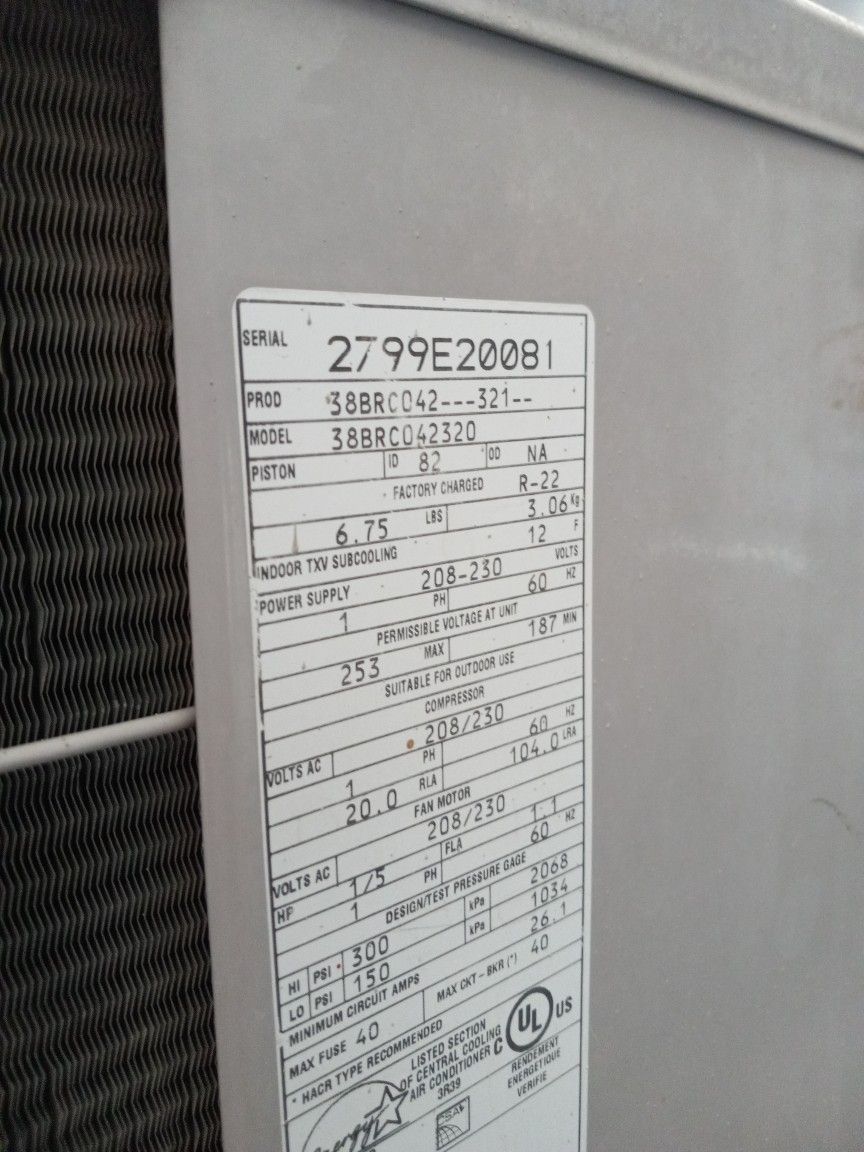 SERIAL 2799E20081
PROD 38BRC042---321--
MODEL 38BRC042320
PISTON ID 82 OD NA
FACTORY CHARGED R-22
6.75 LBS 3.06 Kg
INDOOR TXV SUBCOOLING 12 F
POWER SUPPLY 208-230 VOLTS
1 PH 60 HZ
PERMISSIBLE VOLTAGE AT UNIT
253 MAX 187 MIN
SUITABLE FOR OUTDOOR USE
COMPRESSOR
VOLTS AC 208/230
1 PH 60 HZ
20.0 RLA 104.0 LRA
FAN MOTOR
VOLTS AC 208/230
HP 1/5 FLA 1.1
1 PH 60 HZ
DESIGN/TEST PRESSURE GAGE
HI PSI 300 kPa 2068
LO PSI 150 kPa 1034
MINIMUM CIRCUIT AMPS 26.1
MAX FUSE 40 MAX CKT-BKR (*) 40
* HACR TYPE RECOMMENDED
LISTED SECTION
OF CENTRAL COOLING
AIR CONDITIONER
3R39
C UL US
RENDEMENT
ENERGETIQUE
VERIFIE
energy
CSA